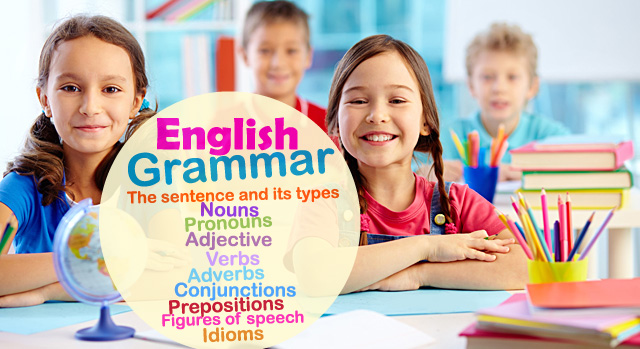 English
Grammar
The sentence and its types
Nouns
Pronouns
Adjective
Verbs
Adverbs
Conjunctions
Prepositions
Figures of speech
Idioms